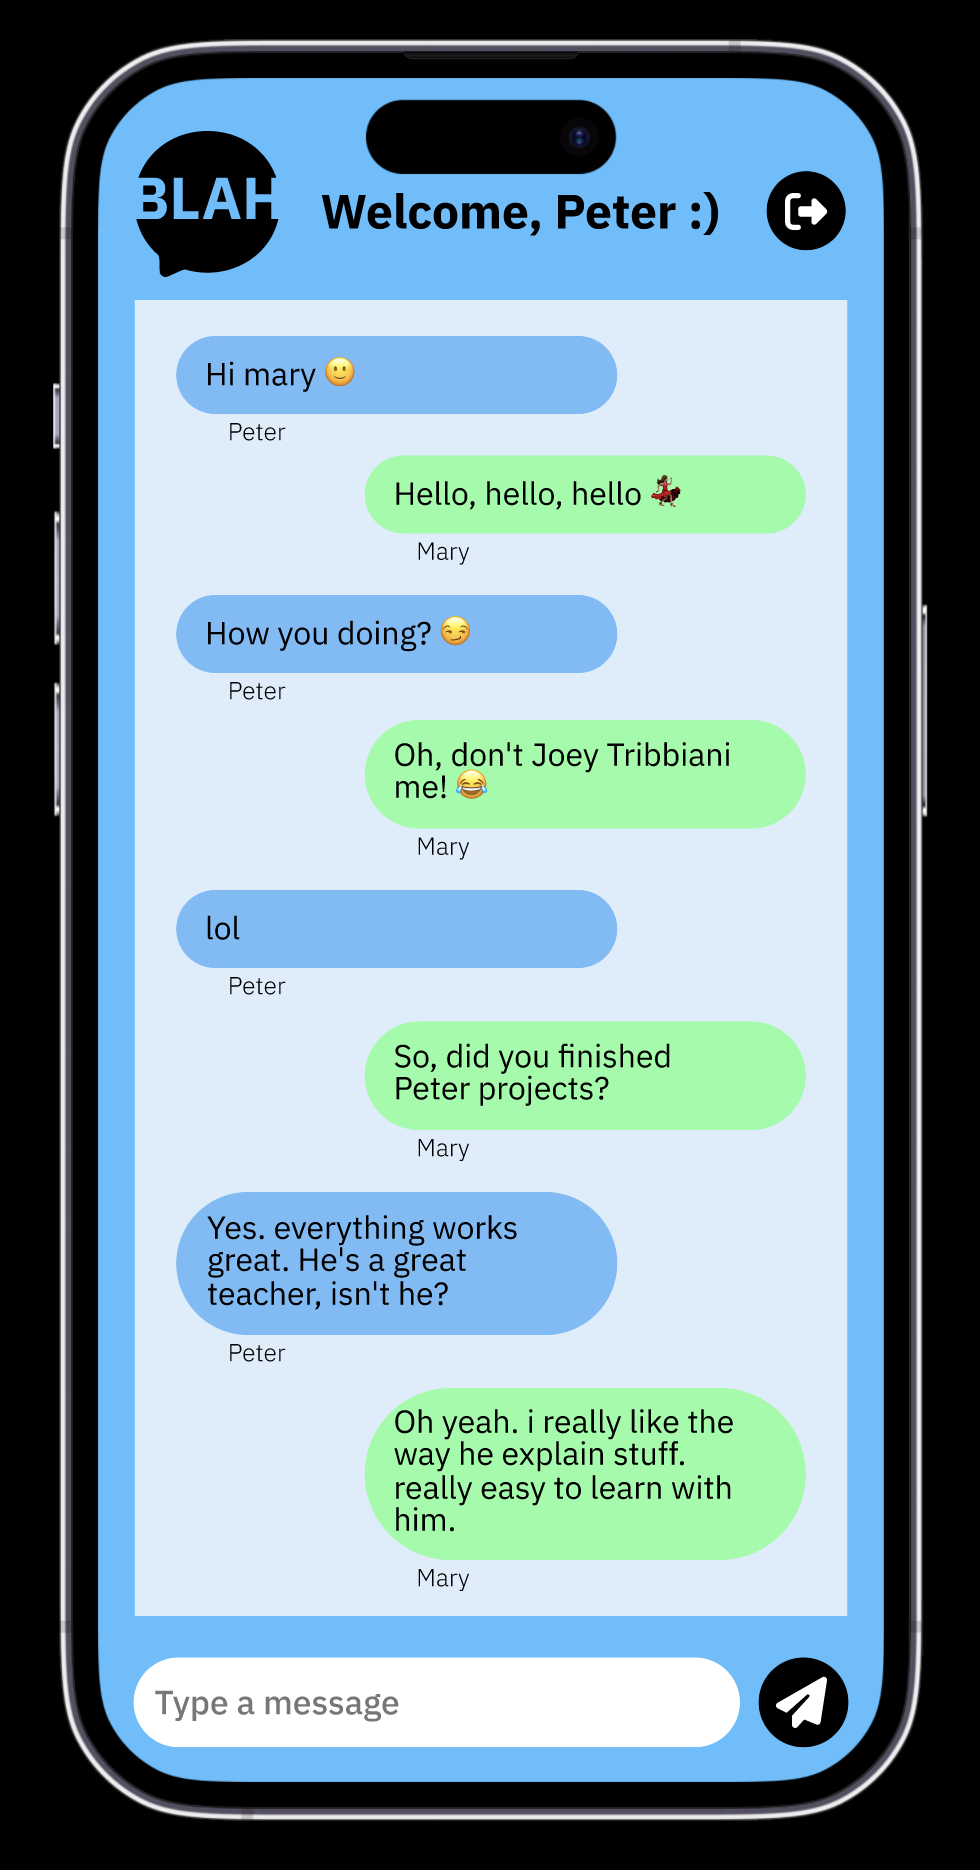 BLAH
Welcome, Peter :)
Hi mary 🙂
Peter
Hello, hello, hello 💃🏾
Mary
How you doing? 😏
Peter
Oh, don't Joey Tribbiani
me! 😂
Mary
lol
Peter
So, did you finished
Peter projects?
Mary
Yes. everything works
great. He's a great
teacher, isn't he?
Peter
Oh yeah. i really like the
way he explain stuff.
really easy to learn with
him.
Mary
Type a message